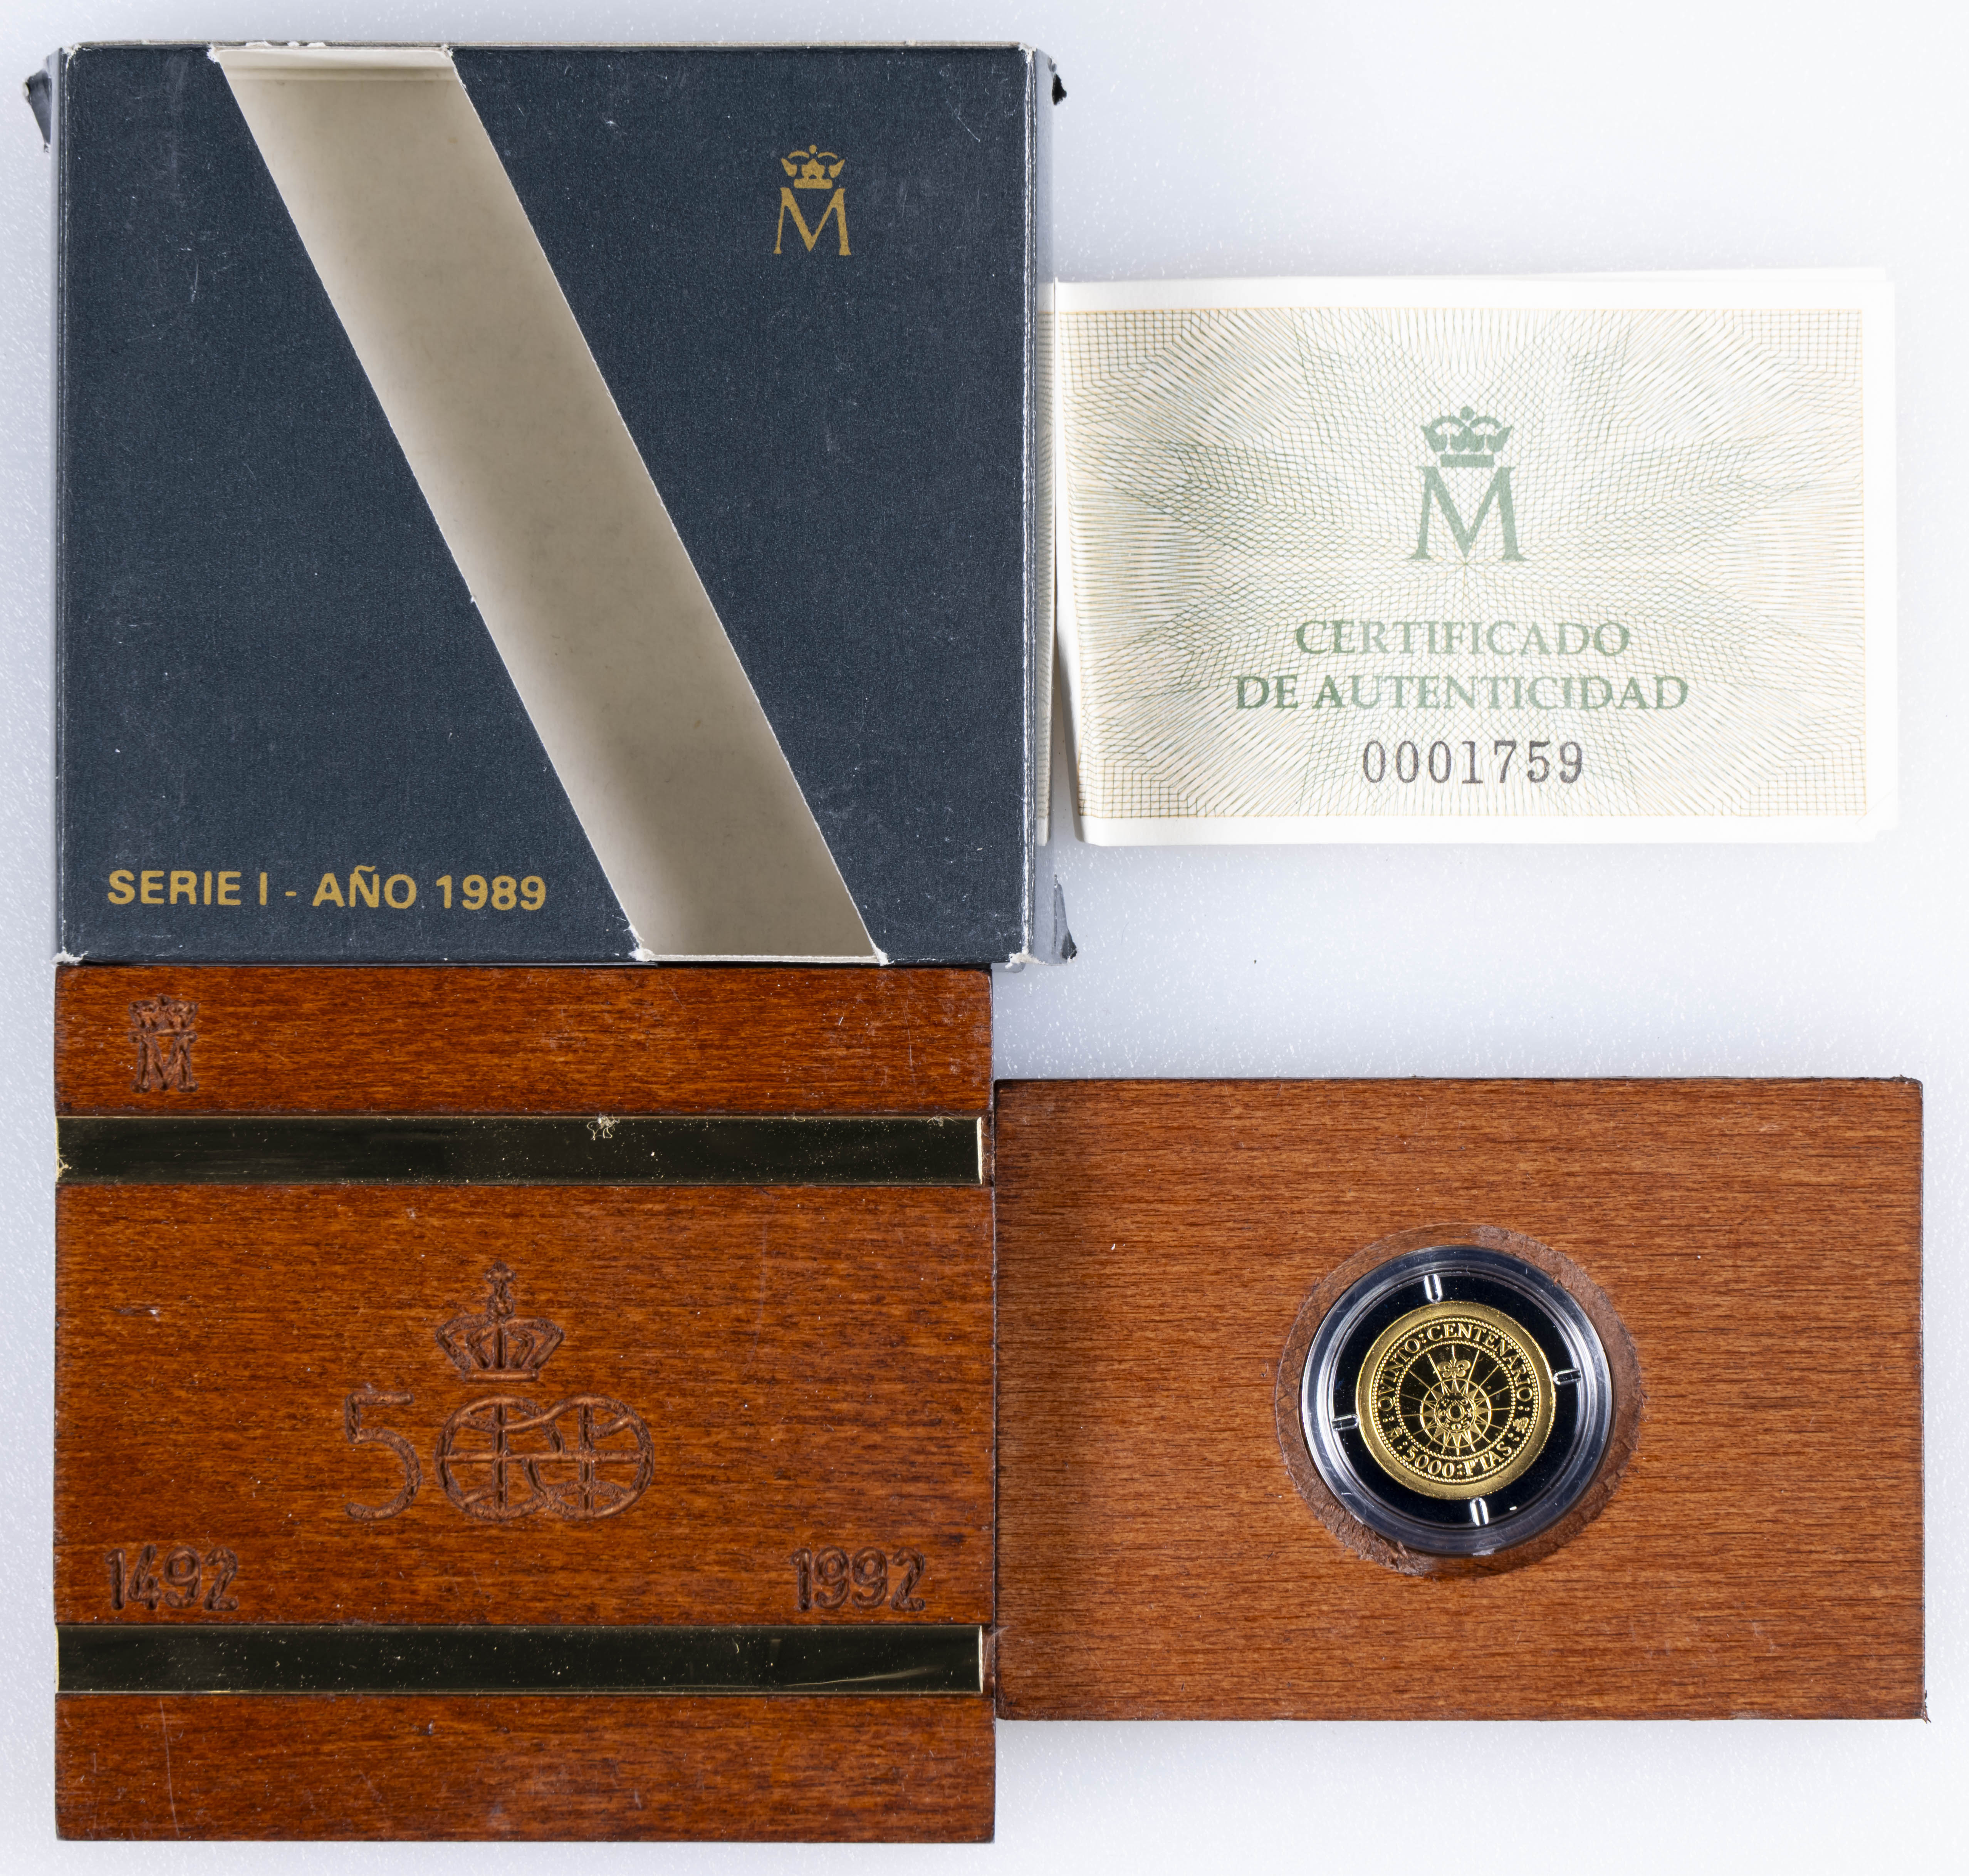 M
SERIE I - AÑO 1989
M
CERTIFICADO
DE AUTENTICIDAD
0001759
M
500
1492 1992
QVINTO:CENTENARIO:
M:5000:PTAS: